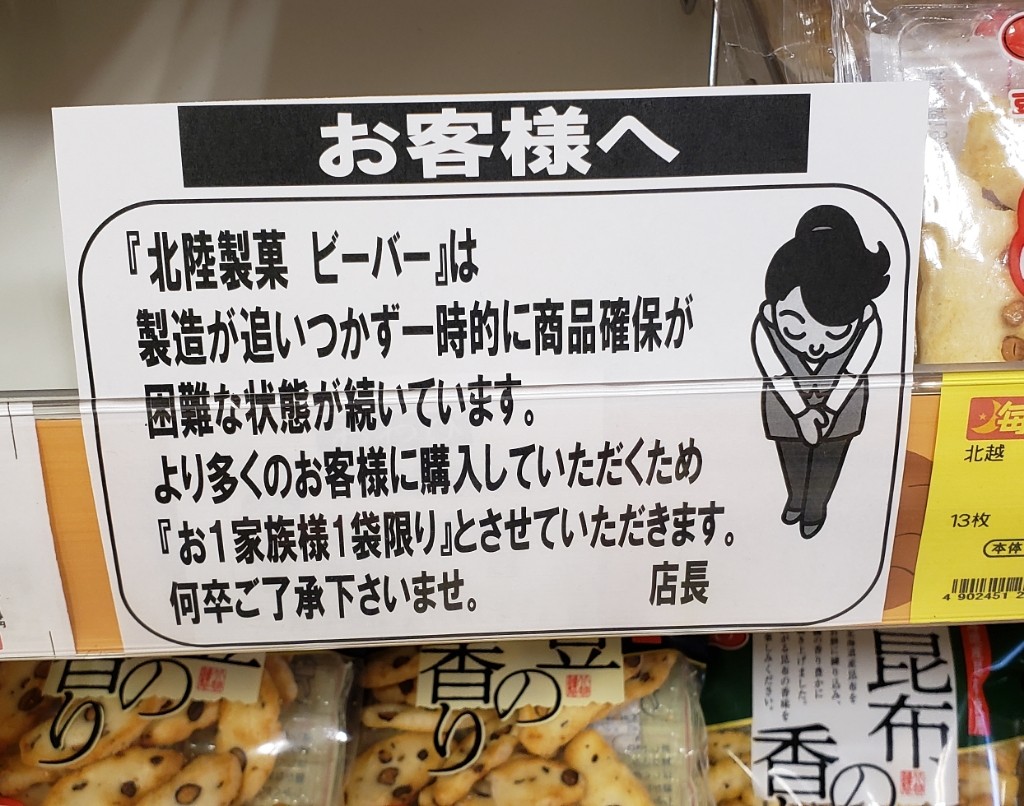 お客様へ
『北陸製菓 ビーバー』は
製造が追いつかず一時的に商品確保が
困難な状態が続いています。
より多くのお客様に購入していただくため
『お1家族様1袋限り』とさせていただきます。
何卒ご了承下さいませ。 店長
北越
13枚
本体
4 902451 2
豆の
香り
豆の
香り
昆布の
香